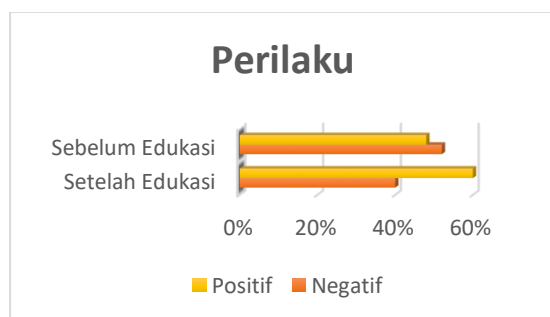 Perilaku
Sebelum Edukasi
Setelah Edukasi
0% 20% 40% 60%
Positif Negatif